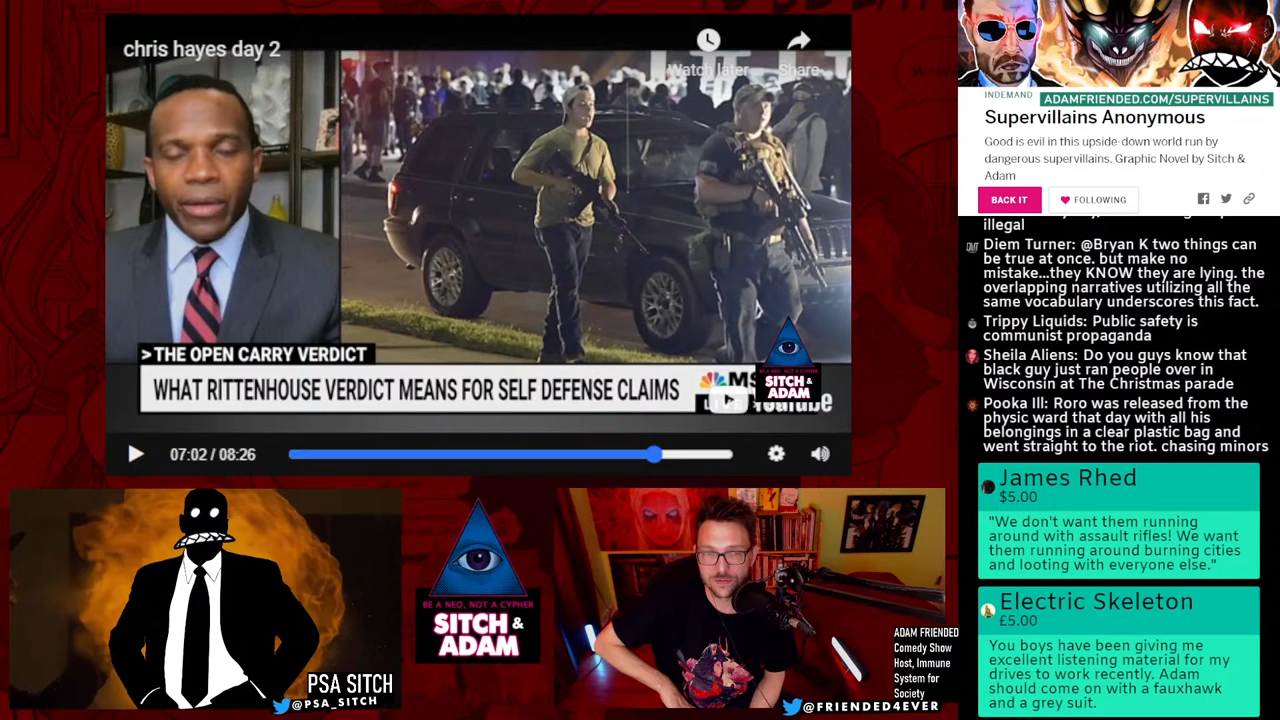 chris hayes day 2
Watch later
Share
>THE OPEN CARRY VERDICT
WHAT RITTENHOUSE VERDICT MEANS FOR SELF DEFENSE CLAIMS
BE A NEO, NOT A CYPHER
SITCH &
ADAM
07:02 / 08:26
BE A NEO, NOT A CYPHER
SITCH &
ADAM
PSA SITCH
@PSA_SITCH
ADAM FRIENDED
Comedy Show
Host, Immune
System for
Society
@FRIENDED4EVER
INDEMAND
ADAMFRIENDED.COM/SUPERVILLAINS
Supervillains Anonymous
Good is evil in this upside-down world run by
dangerous supervillains. Graphic Novel by Sitch &
Adam
BACK IT
FOLLOWING
illegal
Diem Turner: @Bryan K two things can
be true at once. but make no
mistake...they KNOW they are lying. the
overlapping narratives utilizing all the
same vocabulary underscores this fact.
Trippy Liquids: Public safety is
communist propaganda
Sheila Aliens: Do you guys know that
black guy just ran people over in
Wisconsin at The Christmas parade
Pooka Ill: Roro was released from the
physic ward that day with all his
belongings in a clear plastic bag and
went straight to the riot. chasing minors
James Rhed
$5.00
"We don't want them running
around with assault rifles! We want
them running around burning cities
and looting with everyone else."
Electric Skeleton
£5.00
You boys have been giving me
excellent listening material for my
drives to work recently. Adam
should come on with a fauxhawk
and a grey suit.